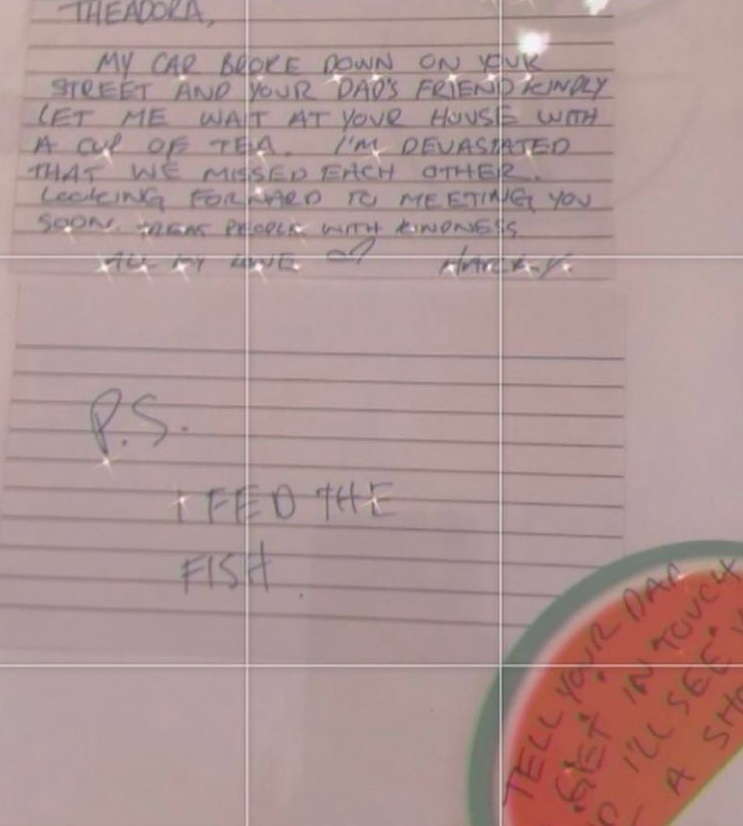 THEADORA,
MY CAR BROKE DOWN ON YOUR
STREET AND YOUR DAD'S FRIEND KINDLY
LET ME WAIT AT YOUR HOUSE WITH
A CUP OF TEA. I'M DEVASTATED
THAT WE MISSED EACH OTHER.
LOOKING FORWARD TO MEETING YOU
SOON. TREAT PEOPLE WITH KINDNESS
ALL MY LOVE
P.S.
I FED THE
FISH.
TELL YOUR DAD
GET IN TOUCH
I'LL SEE
A SHO